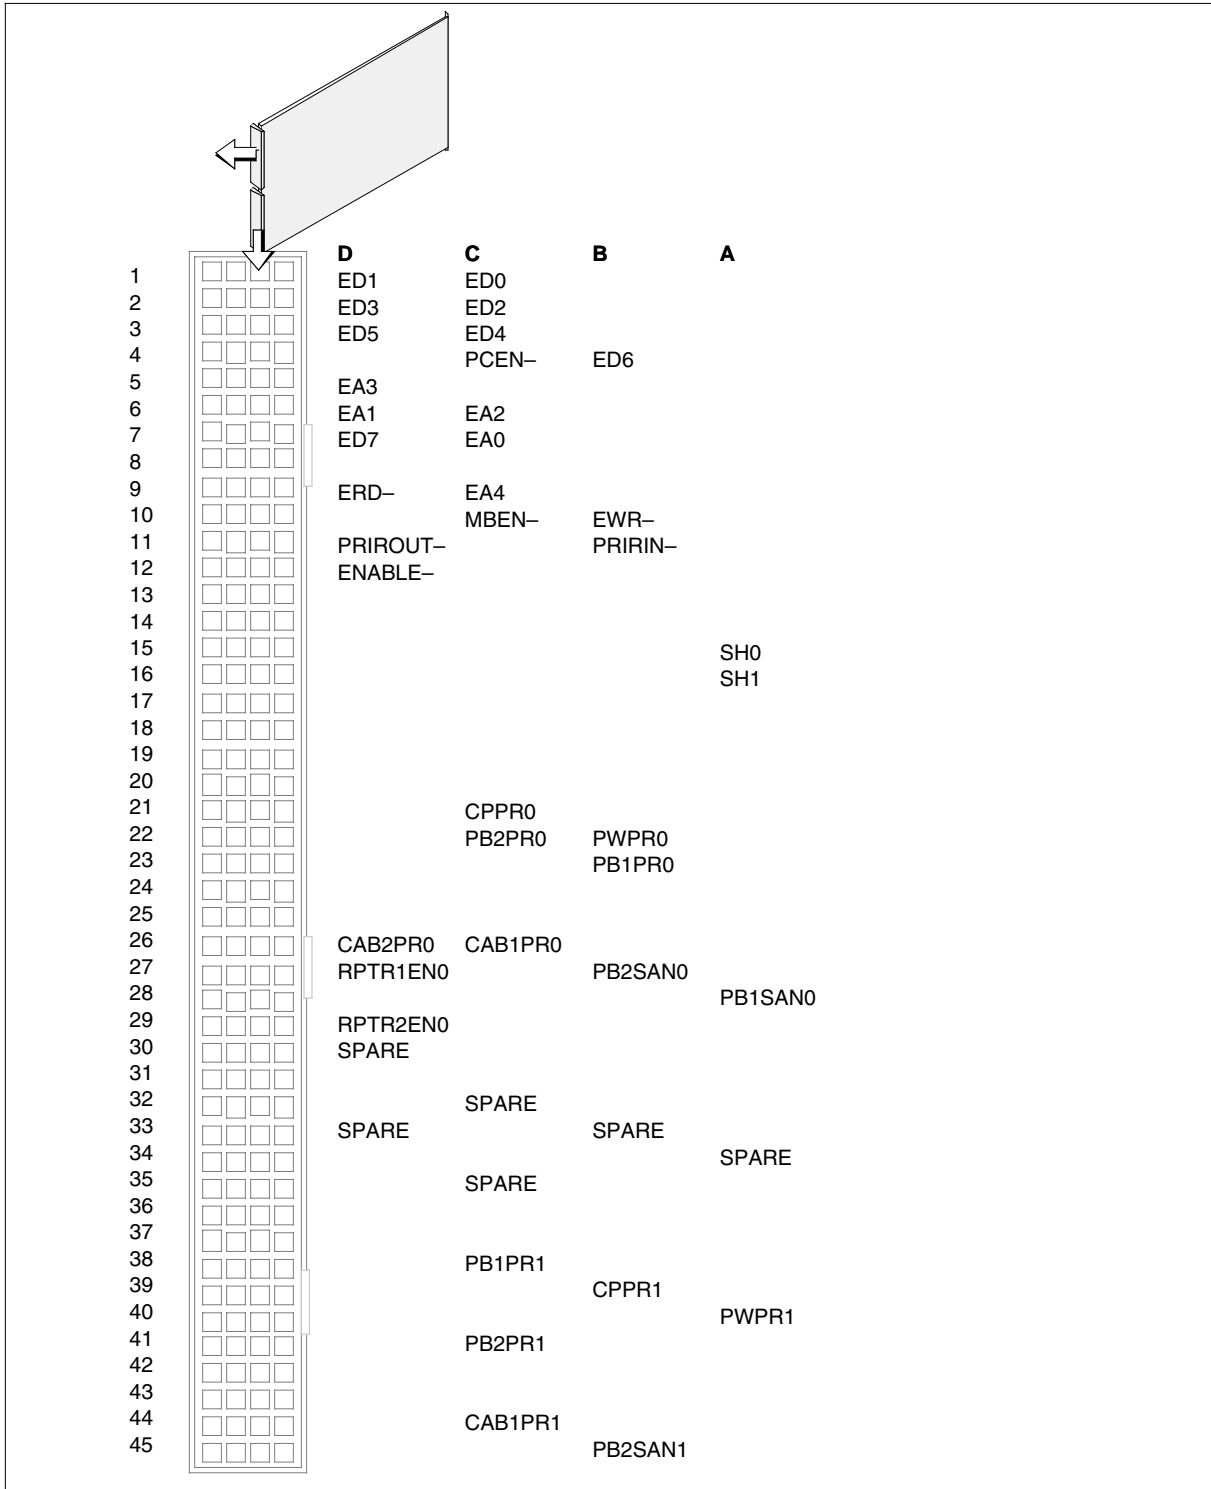 D C B A
1 ED1 ED0
2 ED3 ED2
3 ED5 ED4
4 PCEN– ED6
5 EA3
6 EA1 EA2
7 ED7 EA0
8
9 ERD– EA4
10 MBEN– EWR–
11 PRIROUT– PRIRIN–
12 ENABLE–
13
14
15 SH0
16 SH1
17
18
19
20
21 CPPR0
22 PB2PR0 PWPR0
23 PB1PR0
24
25
26 CAB2PR0 CAB1PR0
27 RPTR1EN0 PB2SAN0
28 PB1SAN0
29 RPTR2EN0
30 SPARE
31
32 SPARE
33 SPARE SPARE
34 SPARE
35 SPARE
36
37
38 PB1PR1
39 CPPR1
40 PWPR1
41 PB2PR1
42
43
44 CAB1PR1
45 PB2SAN1